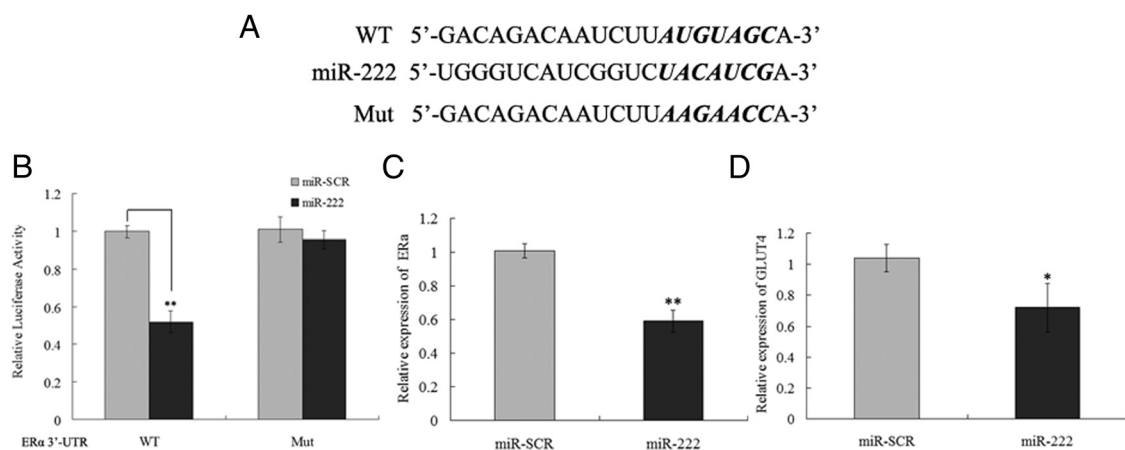 A
WT 5’-GACAGACAAUCUUAUGUAGCA-3’
miR-222 5’-UGGGUCAUCGGUCUACAUCGA-3’
Mut 5’-GACAGACAAUCUUAAGAACCA-3’
B
miR-SCR
miR-222
Relative Luciferase Activity
1.2
1
0.8
0.6
0.4
0.2
0
**
ERα 3’-UTR WT Mut
C
Relative expression of ERa
1.2
1
0.8
0.6
0.4
0.2
0
**
miR-SCR miR-222
D
Relative expression of GLUT4
1.2
1
0.8
0.6
0.4
0.2
0
*
miR-SCR miR-222